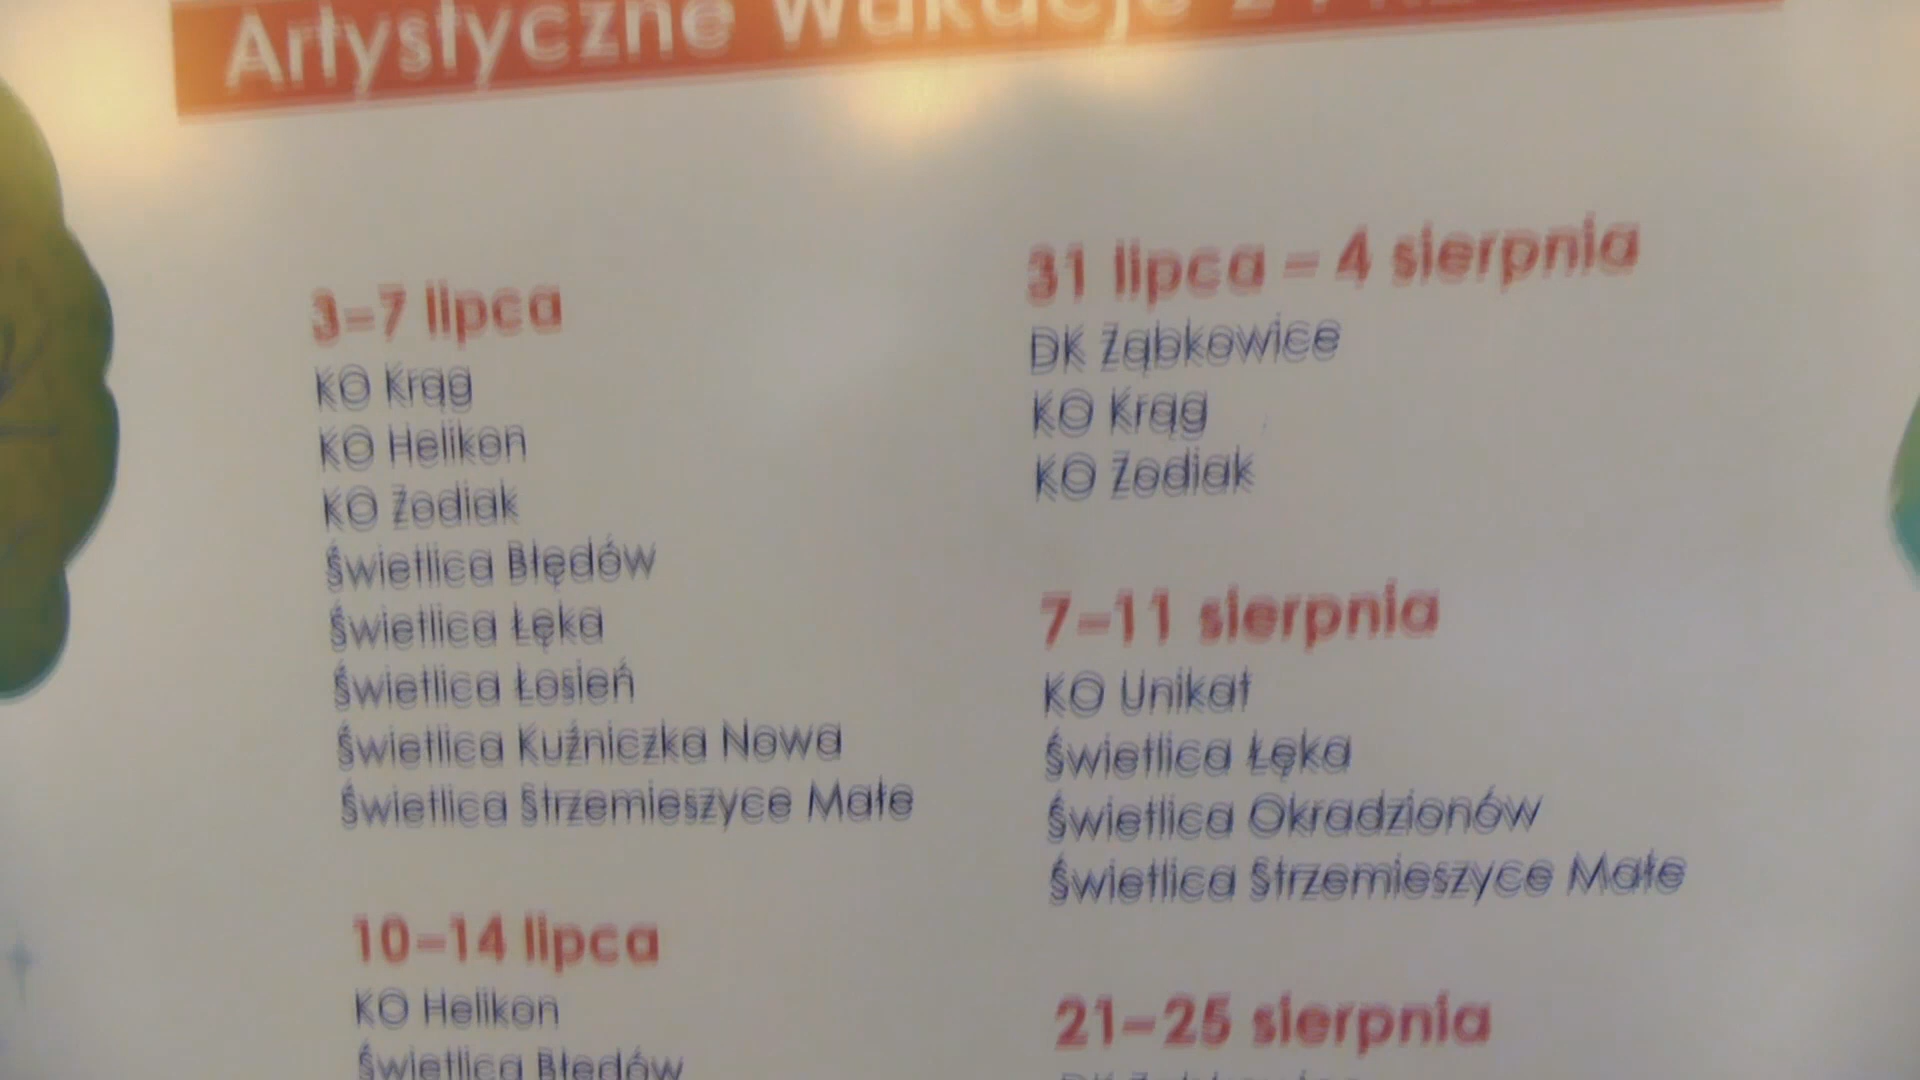 Artystyczne Wakacje z
3–7 lipca
KO Krąg
KO Helikon
KO Zodiak
Świetlica Błędów
Świetlica Łęka
Świetlica Łosień
Świetlica Kuźniczka Nowa
Świetlica Strzemieszyce Małe
10–14 lipca
KO Helikon
Świetlica Błędów
31 lipca – 4 sierpnia
DK Ząbkowice
KO Krąg
KO Zodiak
7–11 sierpnia
KO Unikat
Świetlica Łęka
Świetlica Okradzionów
Świetlica Strzemieszyce Małe
21–25 sierpnia